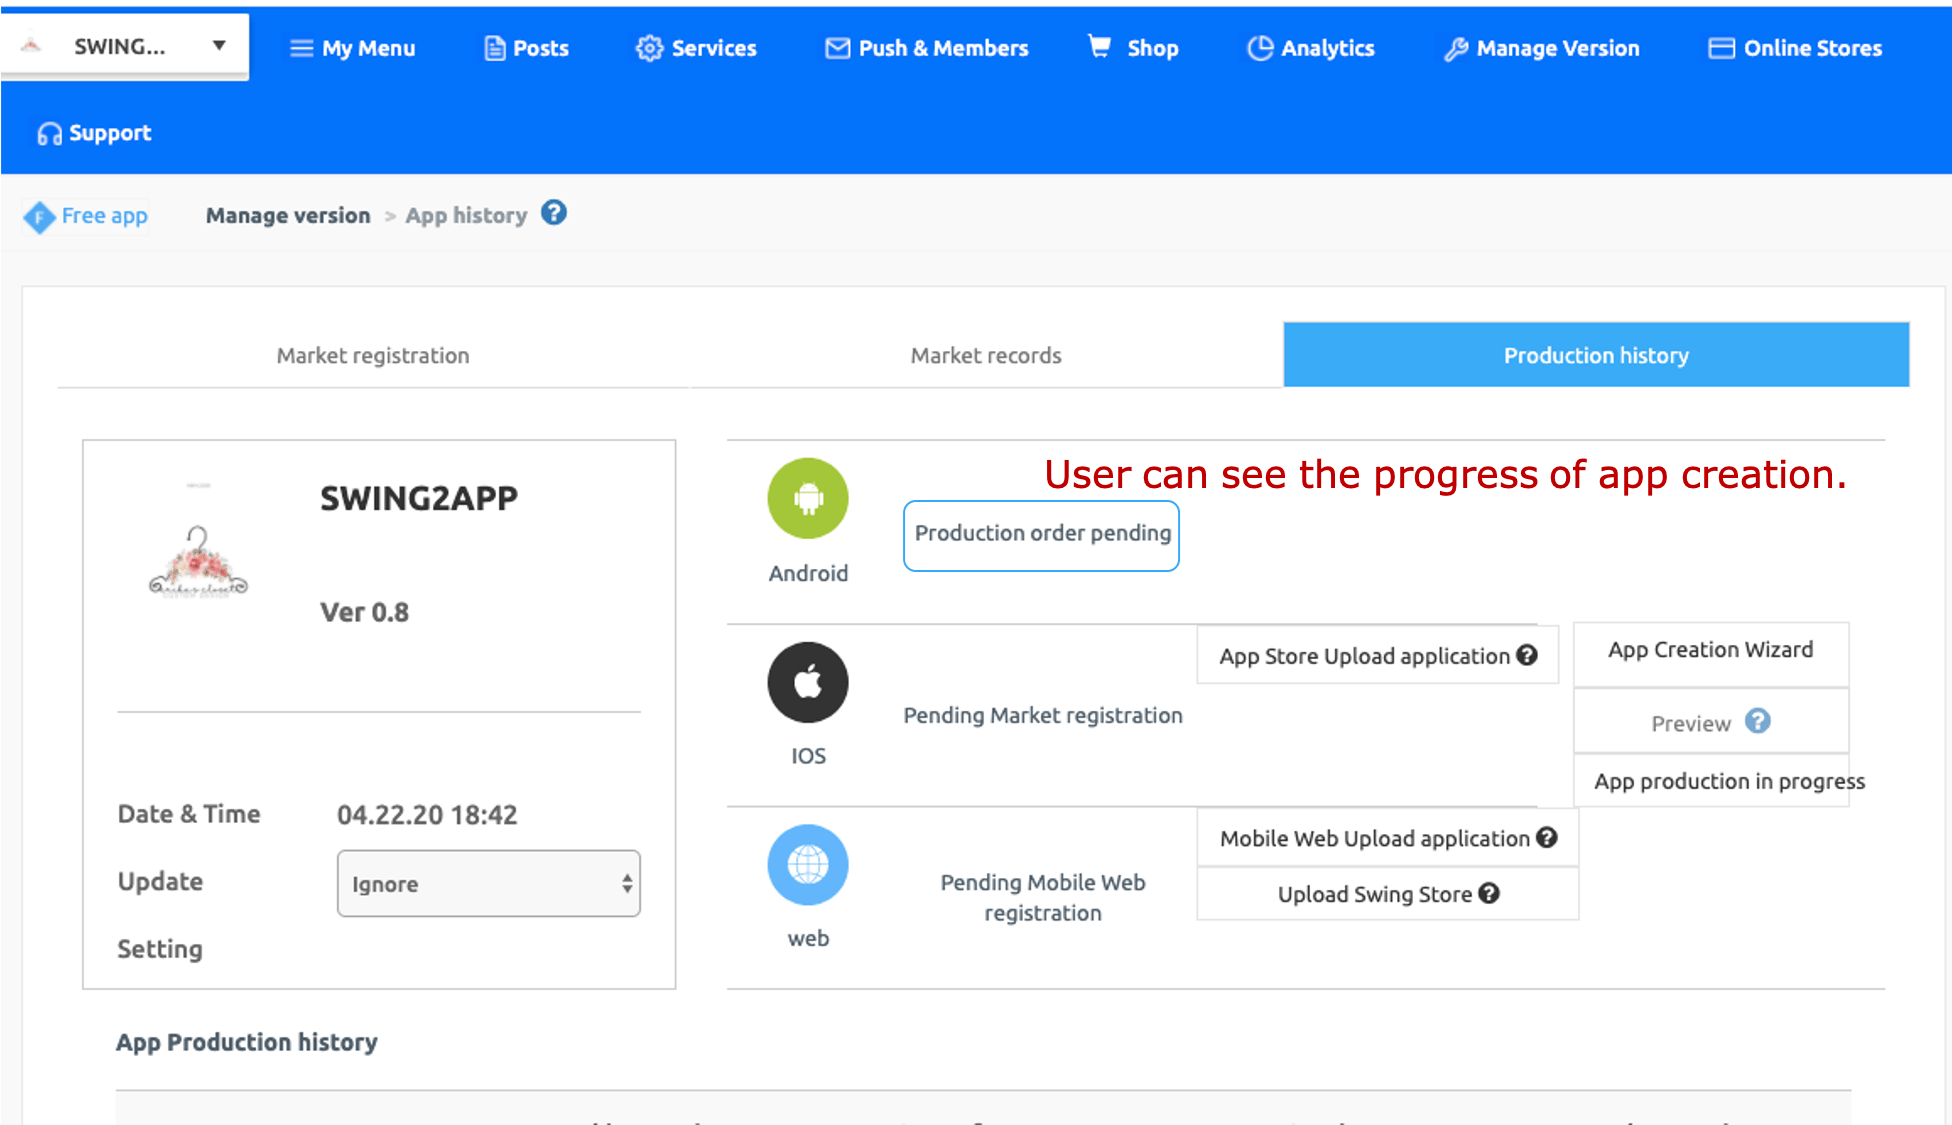 SWING...
My Menu
Posts
Services
Push & Members
Shop
Analytics
Manage Version
Online Stores
Support
Free app
Manage version > App history
Market registration
Market records
Production history
SWING2APP
Ver 0.8
Date & Time
04.22.20 18:42
Update
Ignore
Setting
User can see the progress of app creation.
Android
Production order pending
IOS
Pending Market registration
App Store Upload application
App Creation Wizard
Preview
App production in progress
web
Pending Mobile Web
registration
Mobile Web Upload application
Upload Swing Store
App Production history